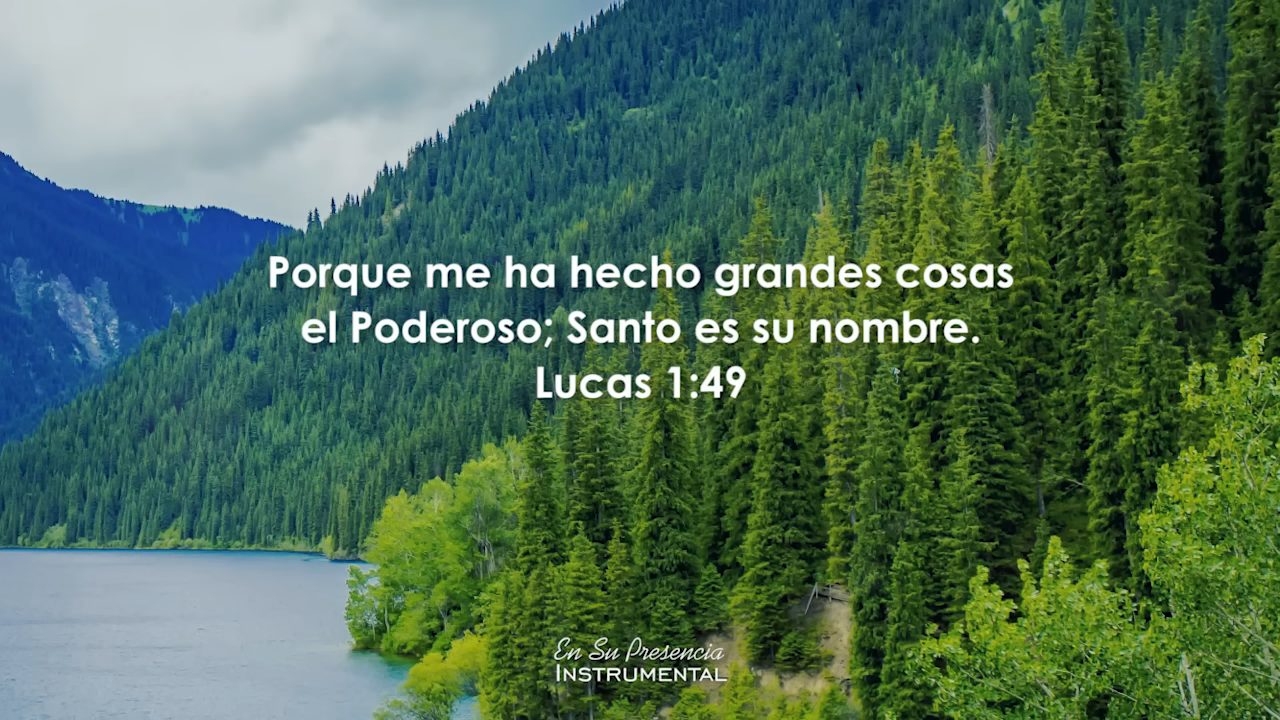 Porque me ha hecho grandes cosas
el Poderoso; Santo es su nombre.
Lucas 1:49
En Su Presencia
INSTRUMENTAL